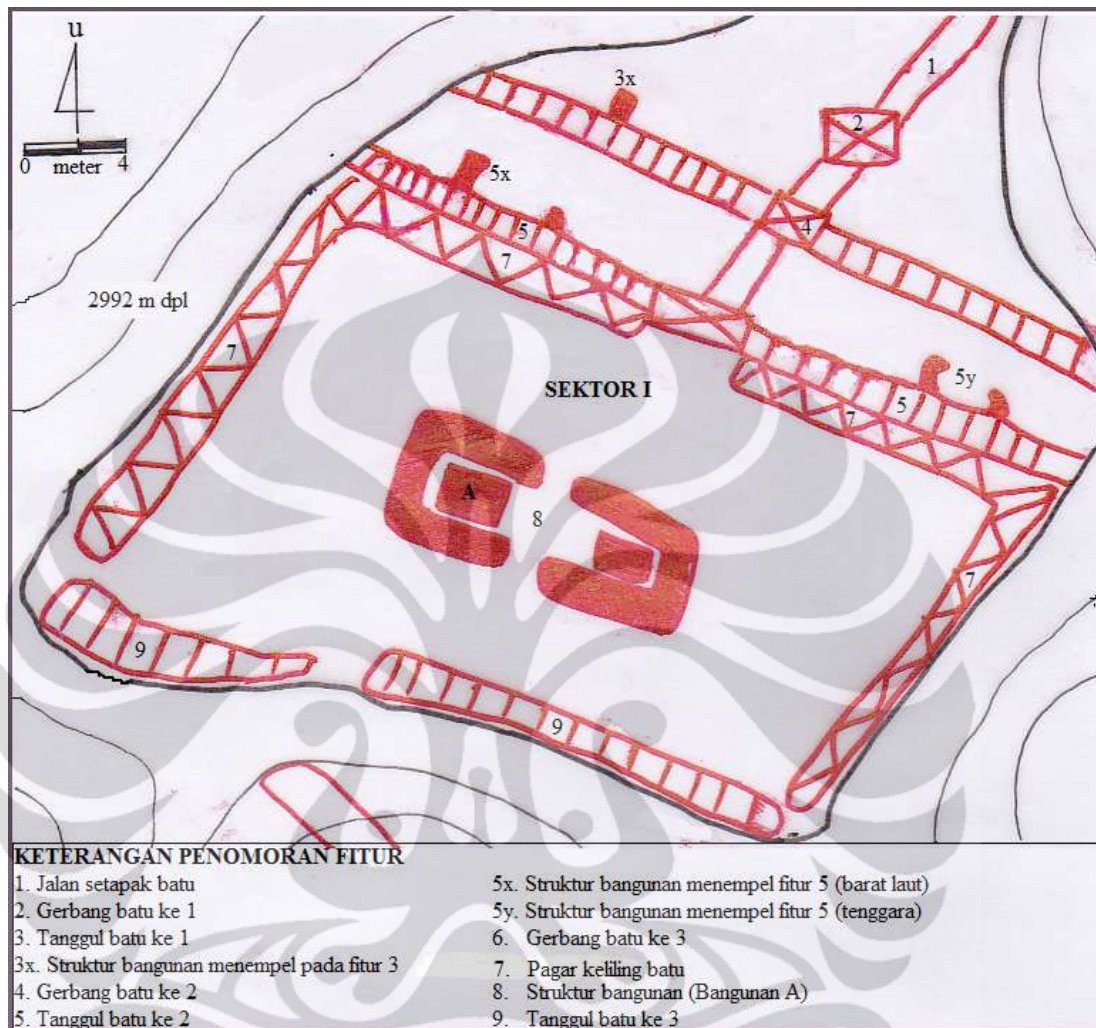 u
0 meter 4
1
2
3x
4
5x
5
7
2992 m dpl
7
SEKTOR I
5y
5
7
A
8
7
9
9
KETERANGAN PENOMORAN FITUR
1. Jalan setapak batu
2. Gerbang batu ke 1
3. Tanggul batu ke 1
3x. Struktur bangunan menempel pada fitur 3
4. Gerbang batu ke 2
5. Tanggul batu ke 2
5x. Struktur bangunan menempel fitur 5 (barat laut)
5y. Struktur bangunan menempel fitur 5 (tenggara)
6. Gerbang batu ke 3
7. Pagar keliling batu
8. Struktur bangunan (Bangunan A)
9. Tanggul batu ke 3